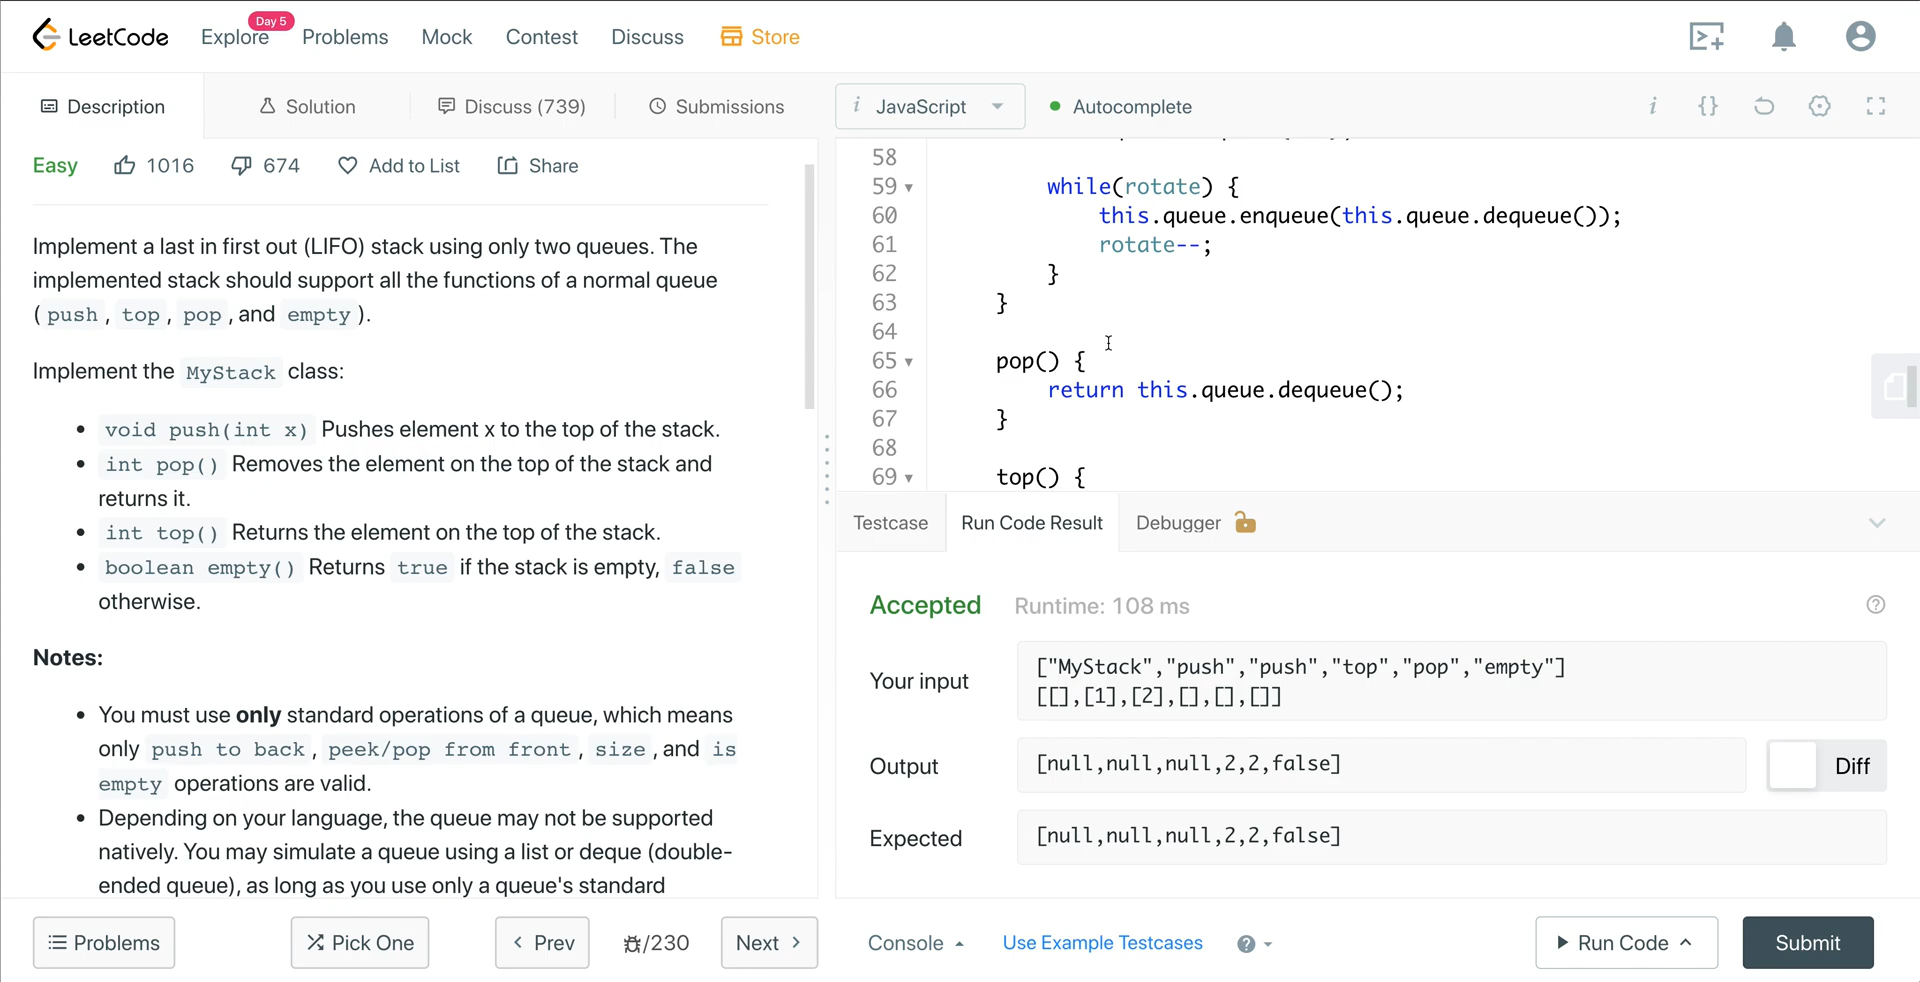 LeetCode
Explore
Day 5
Problems
Mock
Contest
Discuss
Store
Description
Solution
Discuss (739)
Submissions
i JavaScript
Autocomplete
i
{}
Easy
1016
674
Add to List
Share
Implement a last in first out (LIFO) stack using only two queues. The
implemented stack should support all the functions of a normal queue
( push , top , pop , and empty ).
Implement the MyStack class:
• void push(int x) Pushes element x to the top of the stack.
• int pop() Removes the element on the top of the stack and
returns it.
• int top() Returns the element on the top of the stack.
• boolean empty() Returns true if the stack is empty, false
otherwise.
Notes:
• You must use only standard operations of a queue, which means
only push to back , peek/pop from front , size , and is
empty operations are valid.
• Depending on your language, the queue may not be supported
natively. You may simulate a queue using a list or deque (double-
ended queue), as long as you use only a queue's standard
58
59 while(rotate) {
60 this.queue.enqueue(this.queue.dequeue());
61 rotate--;
62 }
63 }
64
65 pop() {
66 return this.queue.dequeue();
67 }
68
69 top() {
Testcase
Run Code Result
Debugger
Accepted
Runtime: 108 ms
Your input
["MyStack","push","push","top","pop","empty"]
[[],[1],[2],[],[],[]]
Output
[null,null,null,2,2,false]
Diff
Expected
[null,null,null,2,2,false]
Problems
Pick One
Prev
/230
Next
Console
Use Example Testcases
Run Code
Submit